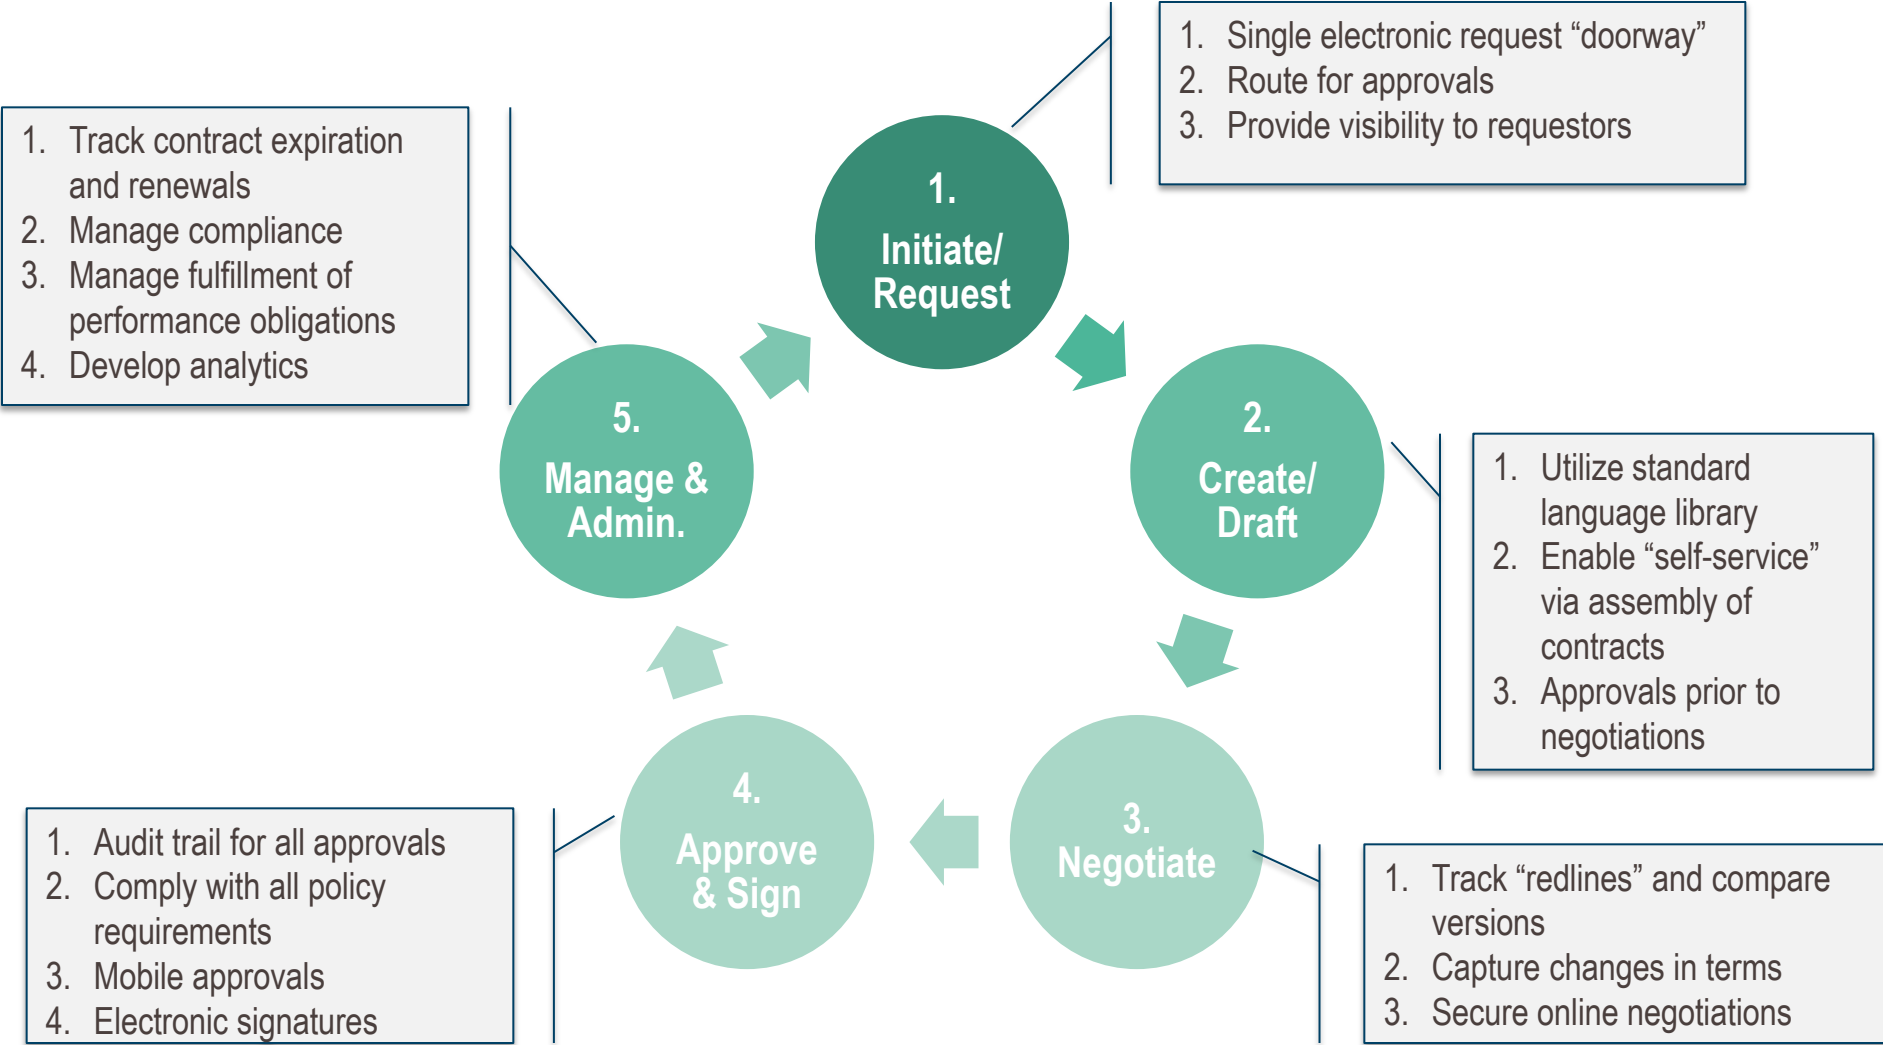 1. Single electronic request “doorway”
2. Route for approvals
3. Provide visibility to requestors
1. Track contract expiration
and renewals
2. Manage compliance
3. Manage fulfillment of
performance obligations
4. Develop analytics
1.
Initiate/
Request
5.
Manage &
Admin.
2.
Create/
Draft
1. Utilize standard
language library
2. Enable “self-service”
via assembly of
contracts
3. Approvals prior to
negotiations
4.
Approve
& Sign
3.
Negotiate
1. Audit trail for all approvals
2. Comply with all policy
requirements
3. Mobile approvals
4. Electronic signatures
1. Track “redlines” and compare
versions
2. Capture changes in terms
3. Secure online negotiations